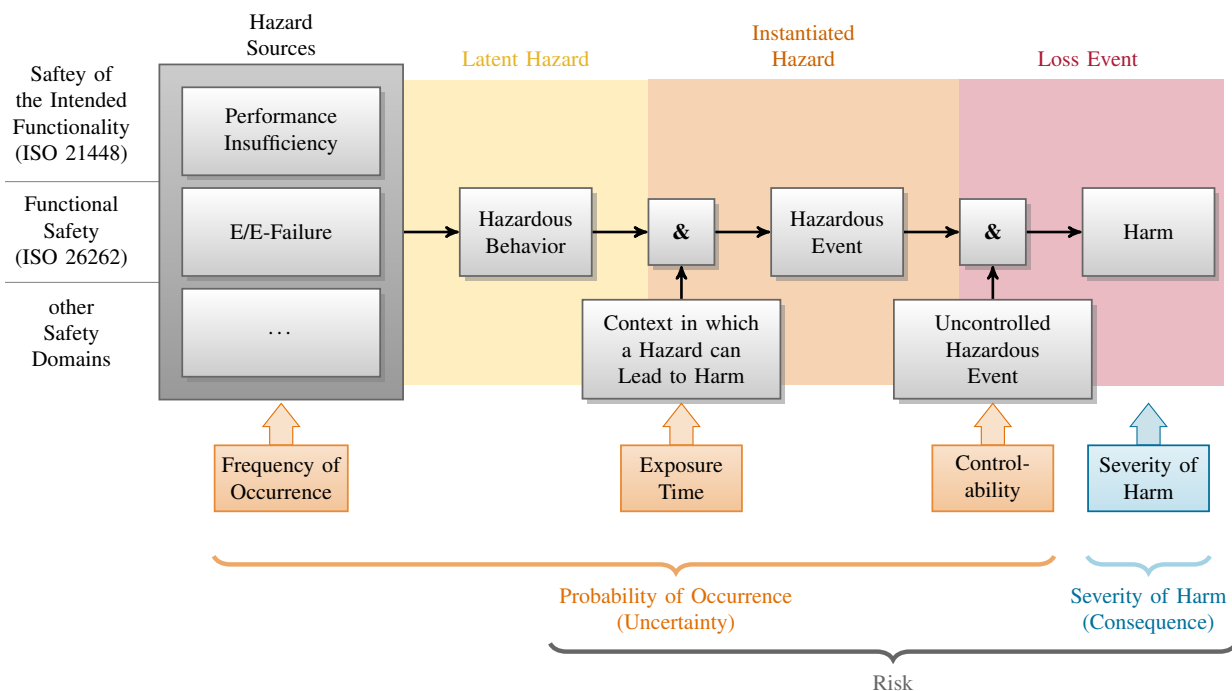 Hazard
Sources
Latent Hazard
Instantiated
Hazard
Loss Event
Saftey of
the Intended
Functionality
(ISO 21448)
Performance
Insufficiency
Functional
Safety
(ISO 26262)
E/E-Failure
Hazardous
Behavior
&
Hazardous
Event
&
Harm
other
Safety
Domains
...
Context in which
a Hazard can
Lead to Harm
Uncontrolled
Hazardous
Event
Frequency of
Occurrence
Exposure
Time
Control-
ability
Severity of
Harm
Probability of Occurrence
(Uncertainty)
Severity of Harm
(Consequence)
Risk